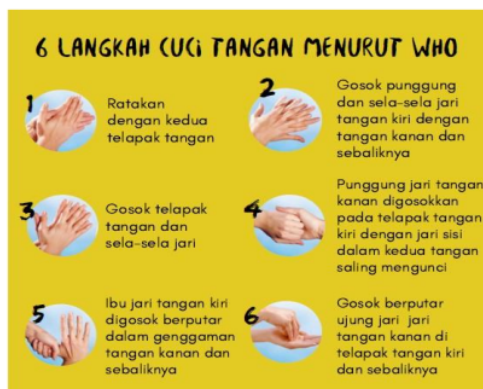 6 LANGKAH CUCI TANGAN MENURUT WHO
1
Ratakan
dengan kedua
telapak tangan
2
Gosok punggung
dan sela-sela jari
tangan kiri dengan
tangan kanan dan
sebaliknya
3
Gosok telapak
tangan dan
sela-sela jari
4
Punggung jari tangan
kanan digosokkan
pada telapak tangan
kiri dengan jari sisi
dalam kedua tangan
saling mengunci
5
Ibu jari tangan kiri
digosok berputar
dalam genggaman
tangan kanan dan
sebaliknya
6
Gosok berputar
ujung jari jari
tangan kanan di
telapak tangan kiri
dan sebaliknya